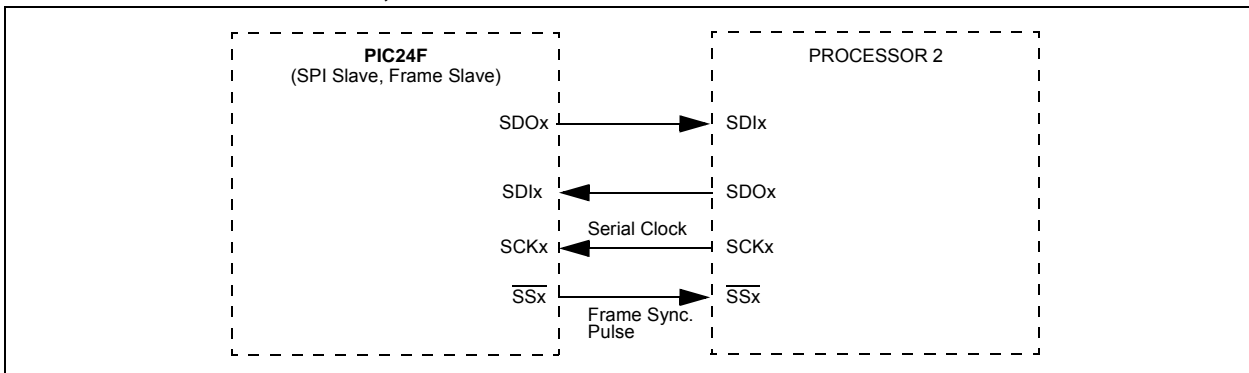 PIC24F
(SPI Slave, Frame Slave)
PROCESSOR 2
SDOx
SDIx
SDIx
SDOx
Serial Clock
SCKx
SCKx
SSx
SSx
Frame Sync.
Pulse